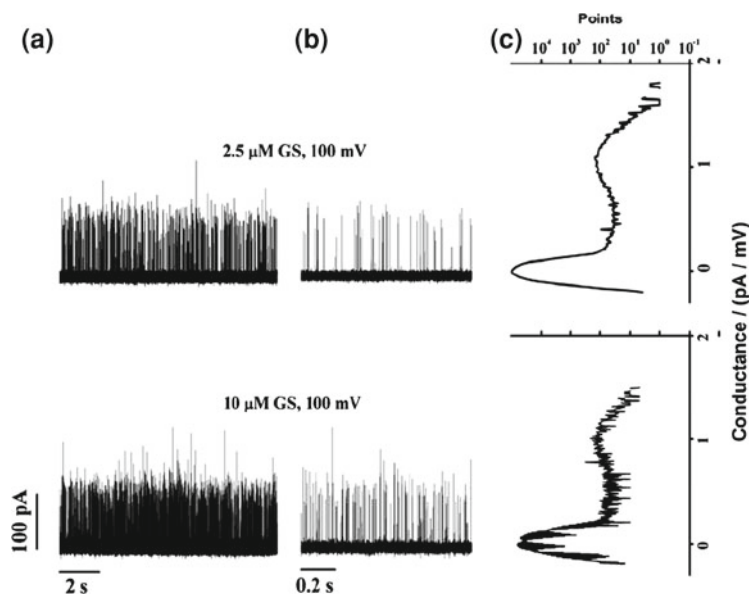 (a)
(b)
(c)
Points
10⁴ 10³ 10² 10¹ 10⁰ 10⁻¹
2.5 µM GS, 100 mV
2
1
0
10 µM GS, 100 mV
2
1
0
Conductance / (pA / mV)
100 pA
2 s
0.2 s